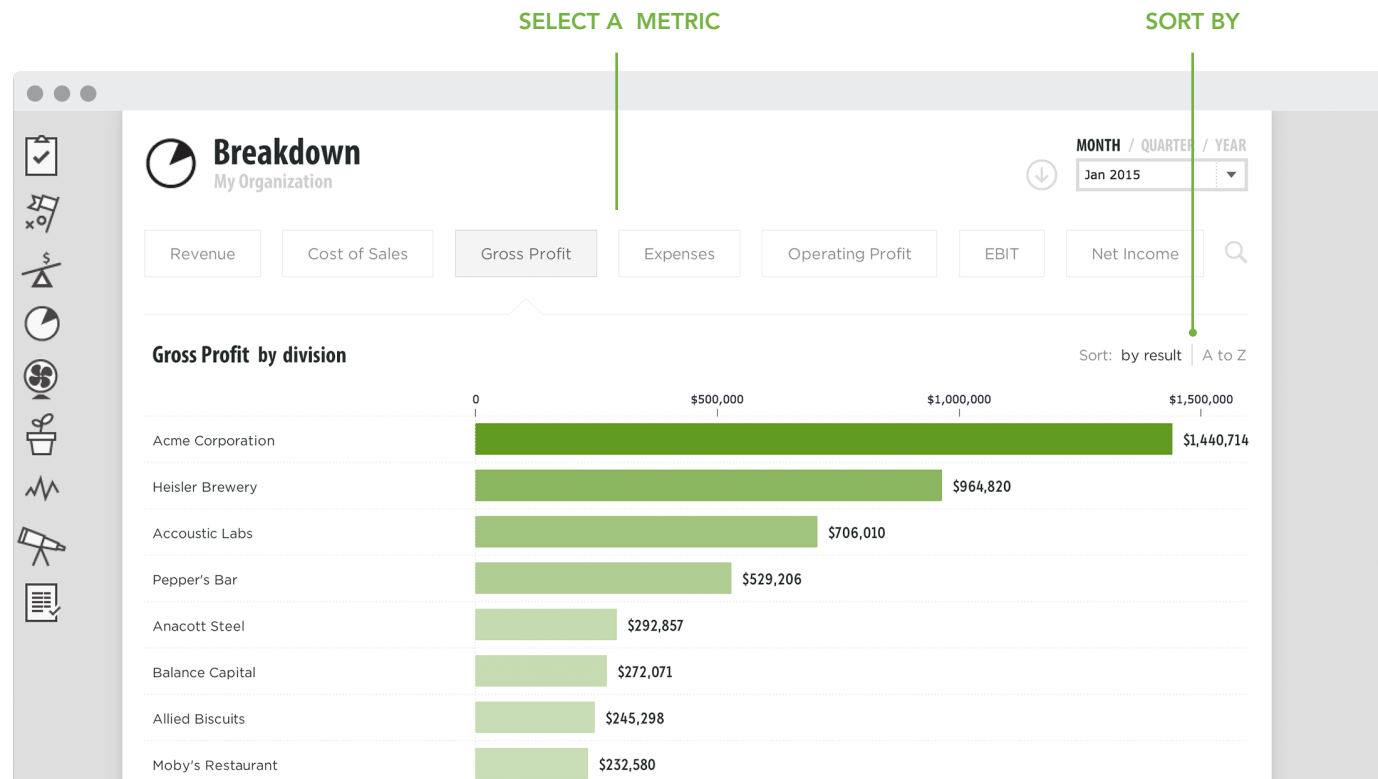 SELECT A METRIC
SORT BY
Breakdown
My Organization
MONTH / QUARTER / YEAR
Jan 2015
Revenue
Cost of Sales
Gross Profit
Expenses
Operating Profit
EBIT
Net Income
Gross Profit by division
Sort: by result | A to Z
0 $500,000 $1,000,000 $1,500,000
Acme Corporation $1,440,714
Heisler Brewery $964,820
Accoustic Labs $706,010
Pepper's Bar $529,206
Anacott Steel $292,857
Balance Capital $272,071
Allied Biscuits $245,298
Moby's Restaurant $232,580